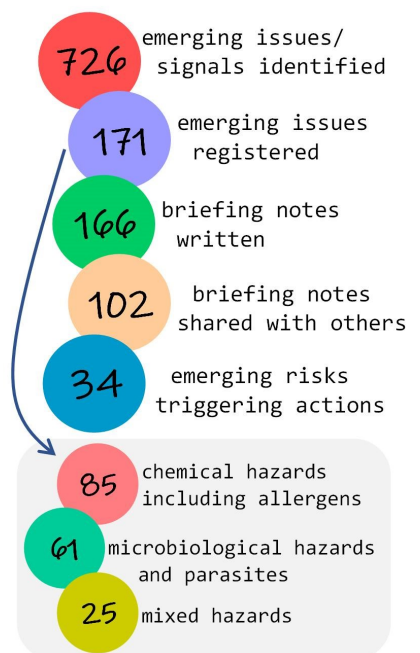 726
emerging issues/
signals identified
171
emerging issues
registered
166
briefing notes
written
102
briefing notes
shared with others
34
emerging risks
triggering actions
85
chemical hazards
including allergens
61
microbiological hazards
and parasites
25
mixed hazards